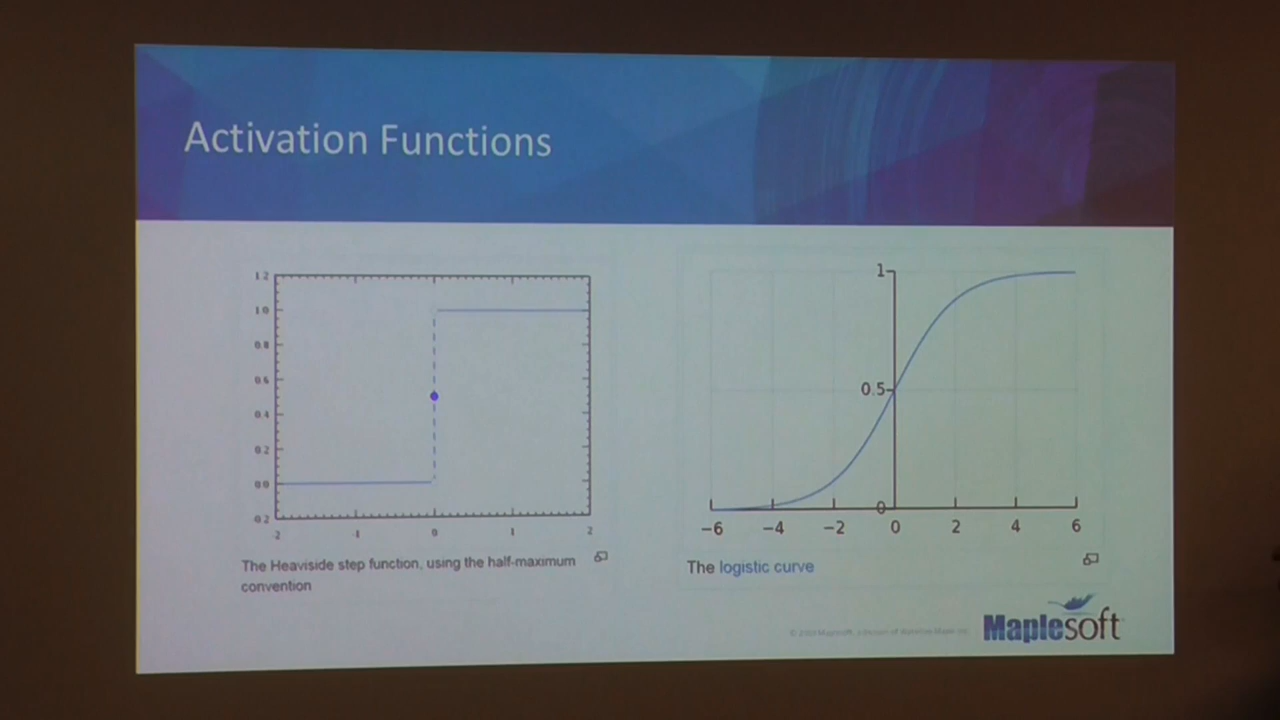 Activation Functions
1.2
1.0
0.8
0.6
0.4
0.2
0.0
0.2
-2 -1 0 1 2
The Heaviside step function, using the half-maximum
convention
1
0.5
0
−6 −4 −2 0 2 4 6
The logistic curve
Maplesoft